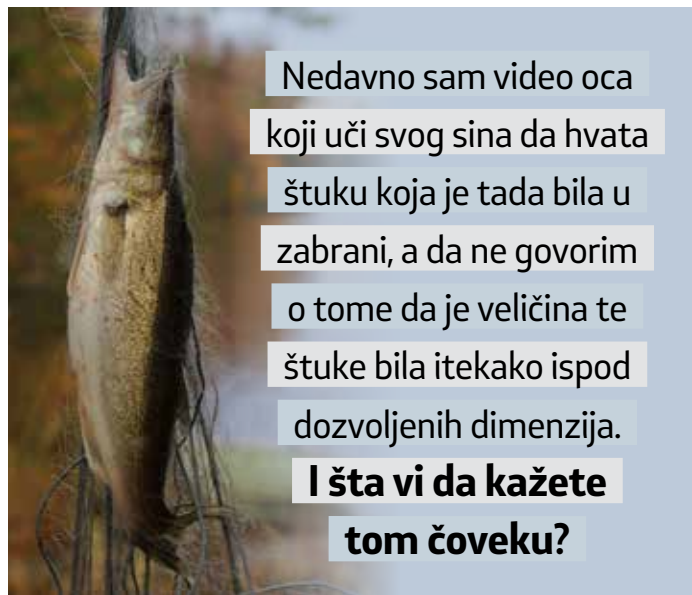 Nedavno sam video oca
koji uči svog sina da hvata
štuku koja je tada bila u
zabrani, a da ne govorim
o tome da je veličina te
štuke bila itekako ispod
dozvoljenih dimenzija.
I šta vi da kažete
tom čoveku?